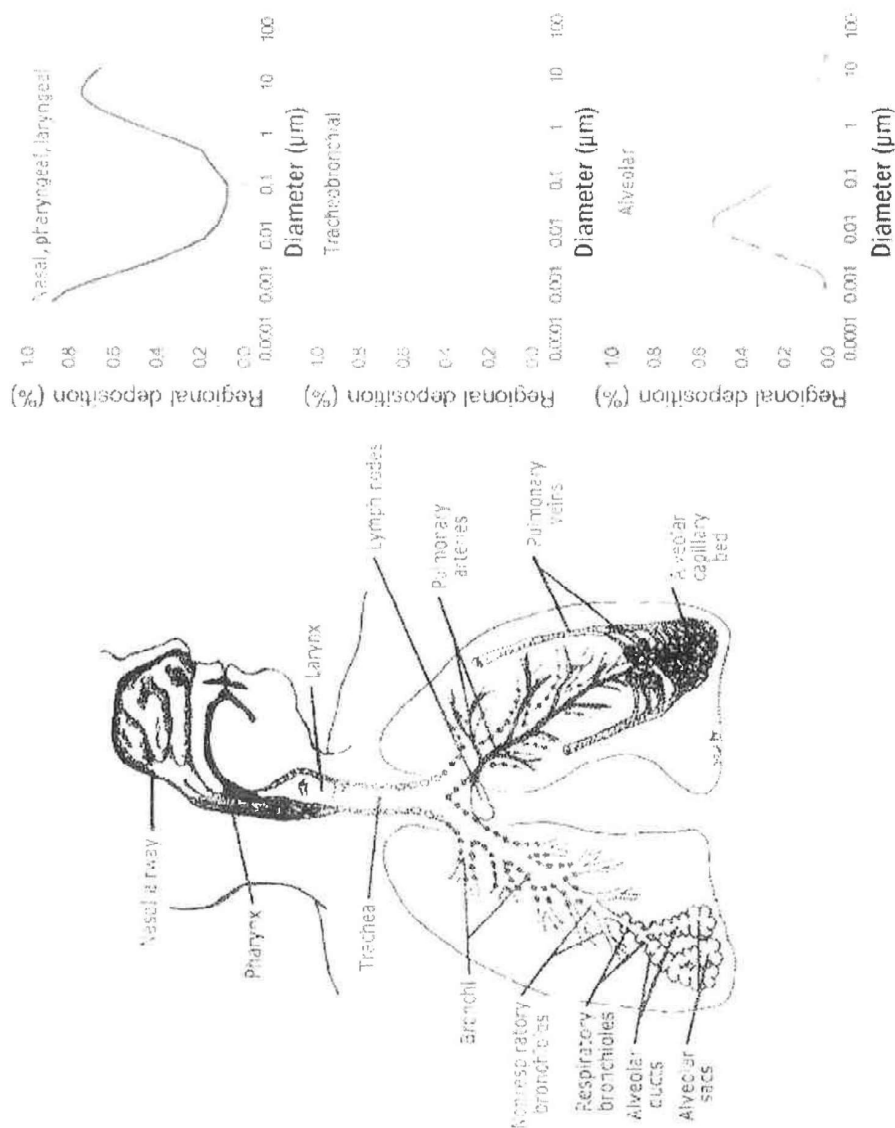 Nasal airway
Pharynx
Larynx
Trachea
Lymph nodes
Pulmonary
arteries
Bronchi
Pulmonary
veins
Nonrespiratory
bronchioles
Respiratory
bronchioles
Alveolar
ducts
Alveolar
sacs
Alveolar
capillary
bed
Nasal, pharyngeal, laryngeal
Regional deposition (%)
1.0
0.8
0.6
0.2
0.0
0.0001 0.001 0.01 0.1 1 10 100
Diameter (µm)
Tracheobronchial
Regional deposition (%)
1.0
0.8
0.6
0.4
0.2
0.0
0.0001 0.001 0.01 0.1 1 10 100
Diameter (µm)
Alveolar
Regional deposition (%)
1.0
0.8
0.6
0.4
0.2
0.0
0.0001 0.001 0.01 0.1 1 10 100
Diameter (µm)